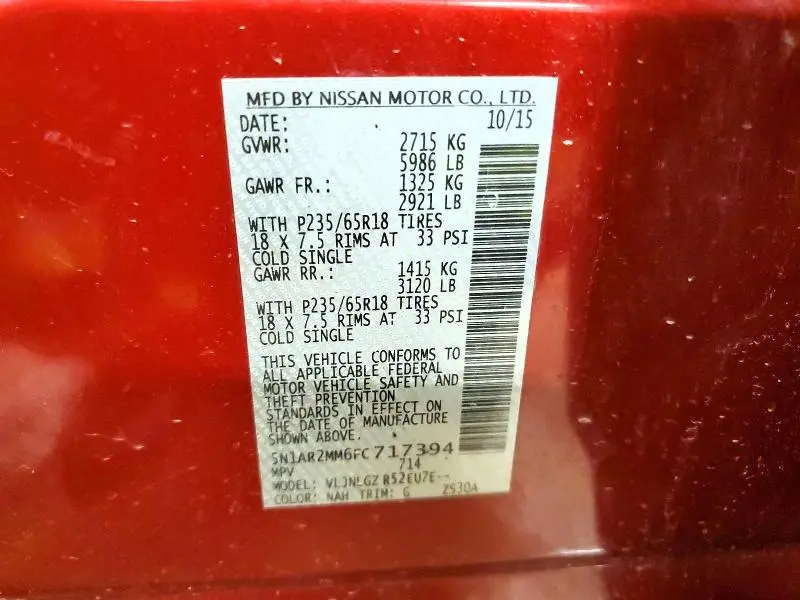 MFD BY NISSAN MOTOR CO., LTD.
DATE: 10/15
GVWR: 2715 KG
5986 LB
GAWR FR.: 1325 KG
2921 LB
WITH P235/65R18 TIRES
18 X 7.5 RIMS AT 33 PSI
COLD SINGLE
GAWR RR.: 1415 KG
3120 LB
WITH P235/65R18 TIRES
18 X 7.5 RIMS AT 33 PSI
COLD SINGLE
THIS VEHICLE CONFORMS TO
ALL APPLICABLE FEDERAL
MOTOR VEHICLE SAFETY AND
THEFT PREVENTION
STANDARDS IN EFFECT ON
THE DATE OF MANUFACTURE
SHOWN ABOVE.
5N1AR2MM6FC717394
MPV 714
MODEL: VLJNLGZ R52EU7E--
COLOR: NAH TRIM: G ZS30A